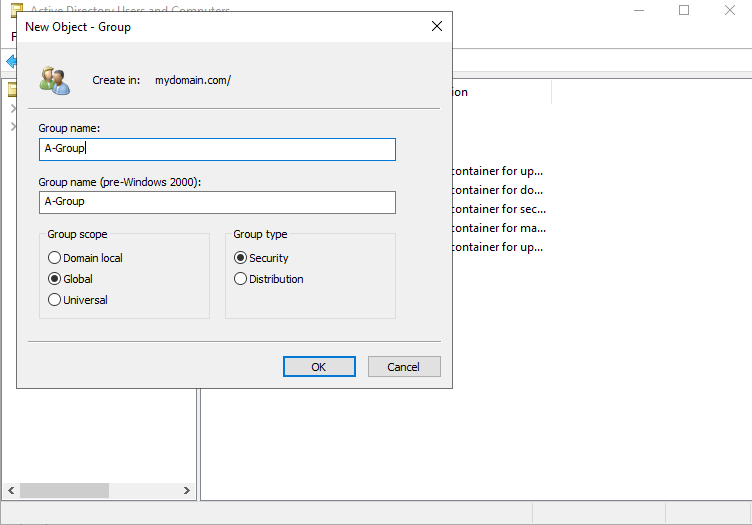 Active Directory Users and Computers
New Object - Group
Create in: mydomain.com/
Group name:
A-Group
Group name (pre-Windows 2000):
A-Group
Group scope
Domain local
Global
Universal
Group type
Security
Distribution
OK
Cancel
container for up...
container for do...
container for sec...
container for ma...
container for up...